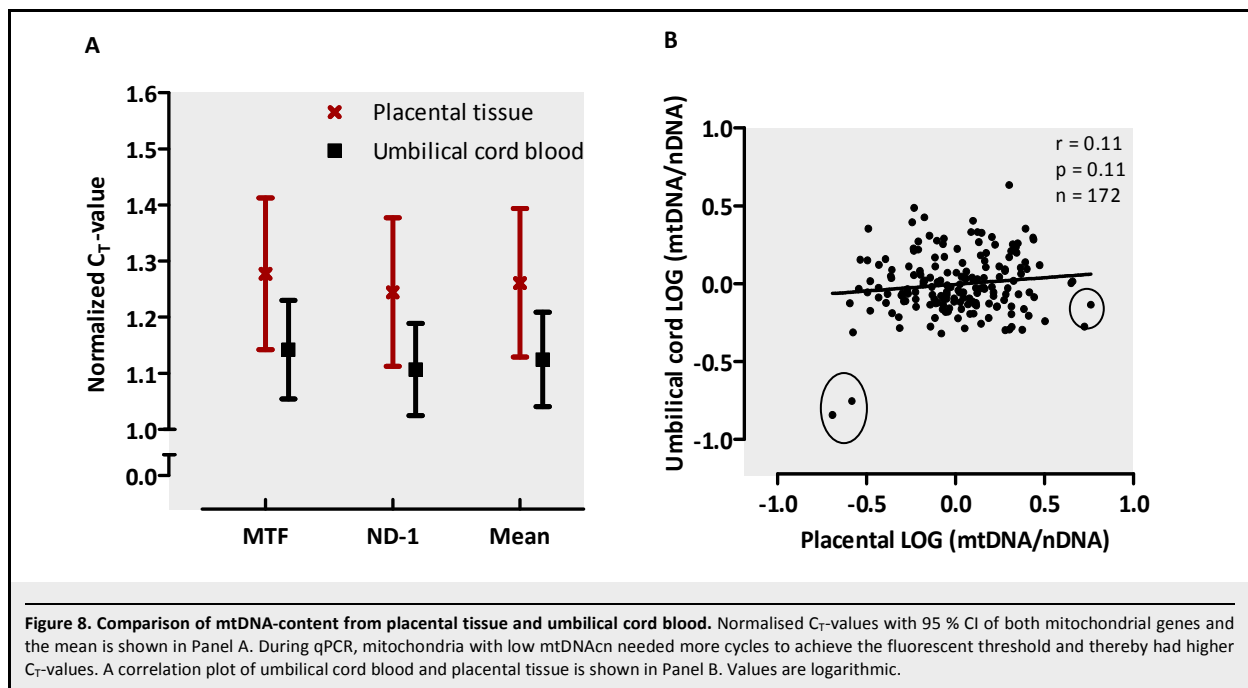 A
Normalized CT-value
1.6
1.5
1.4
1.3
1.2
1.1
1.0
0.0
Placental tissue
Umbilical cord blood
MTF ND-1 Mean
B
Umbilical cord LOG (mtDNA/nDNA)
1.0
0.5
0.0
-0.5
-1.0
r = 0.11
p = 0.11
n = 172
-1.0 -0.5 0.0 0.5 1.0
Placental LOG (mtDNA/nDNA)
Figure 8. Comparison of mtDNA-content from placental tissue and umbilical cord blood. Normalised CT-values with 95 % CI of both mitochondrial genes and
the mean is shown in Panel A. During qPCR, mitochondria with low mtDNAcn needed more cycles to achieve the fluorescent threshold and thereby had higher
CT-values. A correlation plot of umbilical cord blood and placental tissue is shown in Panel B. Values are logarithmic.